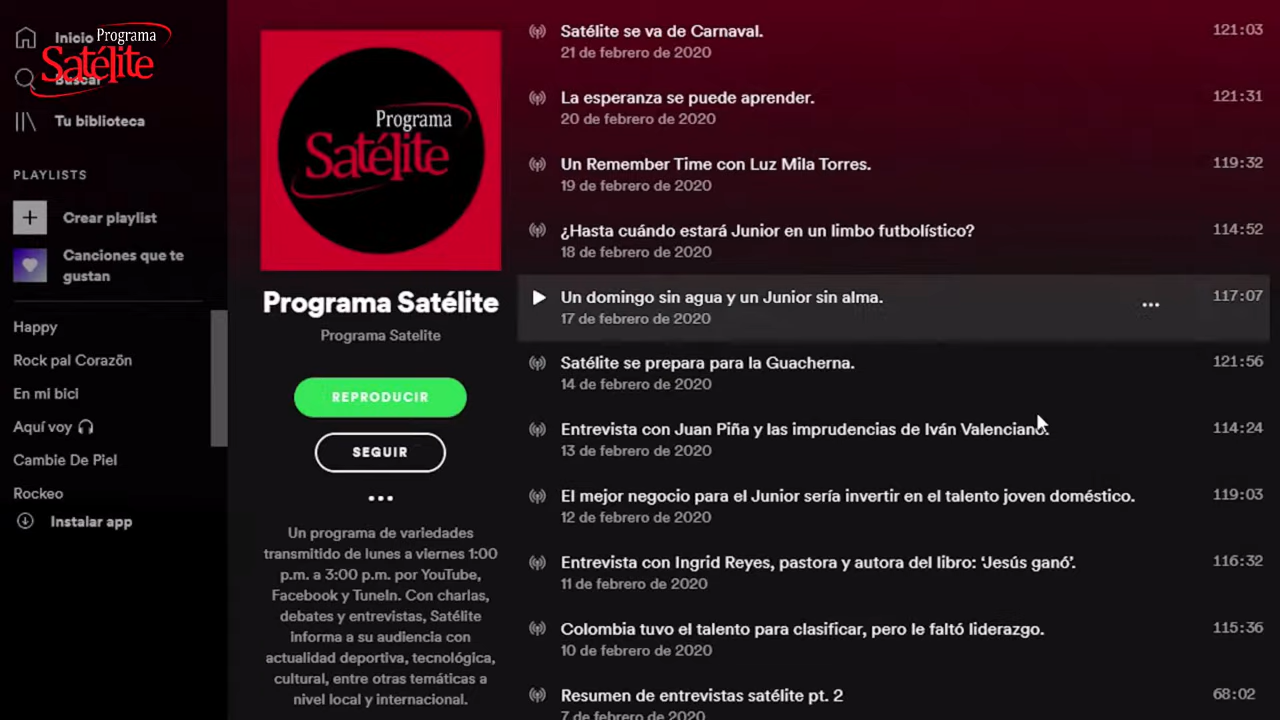 Inicio
Programa
Satélite
Buscar
Tu biblioteca
PLAYLISTS
Crear playlist
Canciones que te
gustan
Happy
Rock pal Corazõn
En mi bici
Aquí voy
Cambie De Piel
Rockeo
Instalar app
Programa
Satélite
Programa Satélite
Programa Satelite
REPRODUCIR
SEGUIR
Un programa de variedades
transmitido de lunes a viernes 1:00
p.m. a 3:00 p.m. por YouTube,
Facebook y TuneIn. Con charlas,
debates y entrevistas, Satélite
informa a su audiencia con
actualidad deportiva, tecnológica,
cultural, entre otras temáticas a
nivel local y internacional.
Satélite se va de Carnaval. 121:03
21 de febrero de 2020
La esperanza se puede aprender. 121:31
20 de febrero de 2020
Un Remember Time con Luz Mila Torres. 119:32
19 de febrero de 2020
¿Hasta cuándo estará Junior en un limbo futbolístico? 114:52
18 de febrero de 2020
Un domingo sin agua y un Junior sin alma. 117:07
17 de febrero de 2020
Satélite se prepara para la Guacherna. 121:56
14 de febrero de 2020
Entrevista con Juan Piña y las imprudencias de Iván Valenciano. 114:24
13 de febrero de 2020
El mejor negocio para el Junior sería invertir en el talento joven doméstico. 119:03
12 de febrero de 2020
Entrevista con Ingrid Reyes, pastora y autora del libro: ‘Jesús ganó’. 116:32
11 de febrero de 2020
Colombia tuvo el talento para clasificar, pero le faltó liderazgo. 115:36
10 de febrero de 2020
Resumen de entrevistas satélite pt. 2 68:02
7 de febrero de 2020